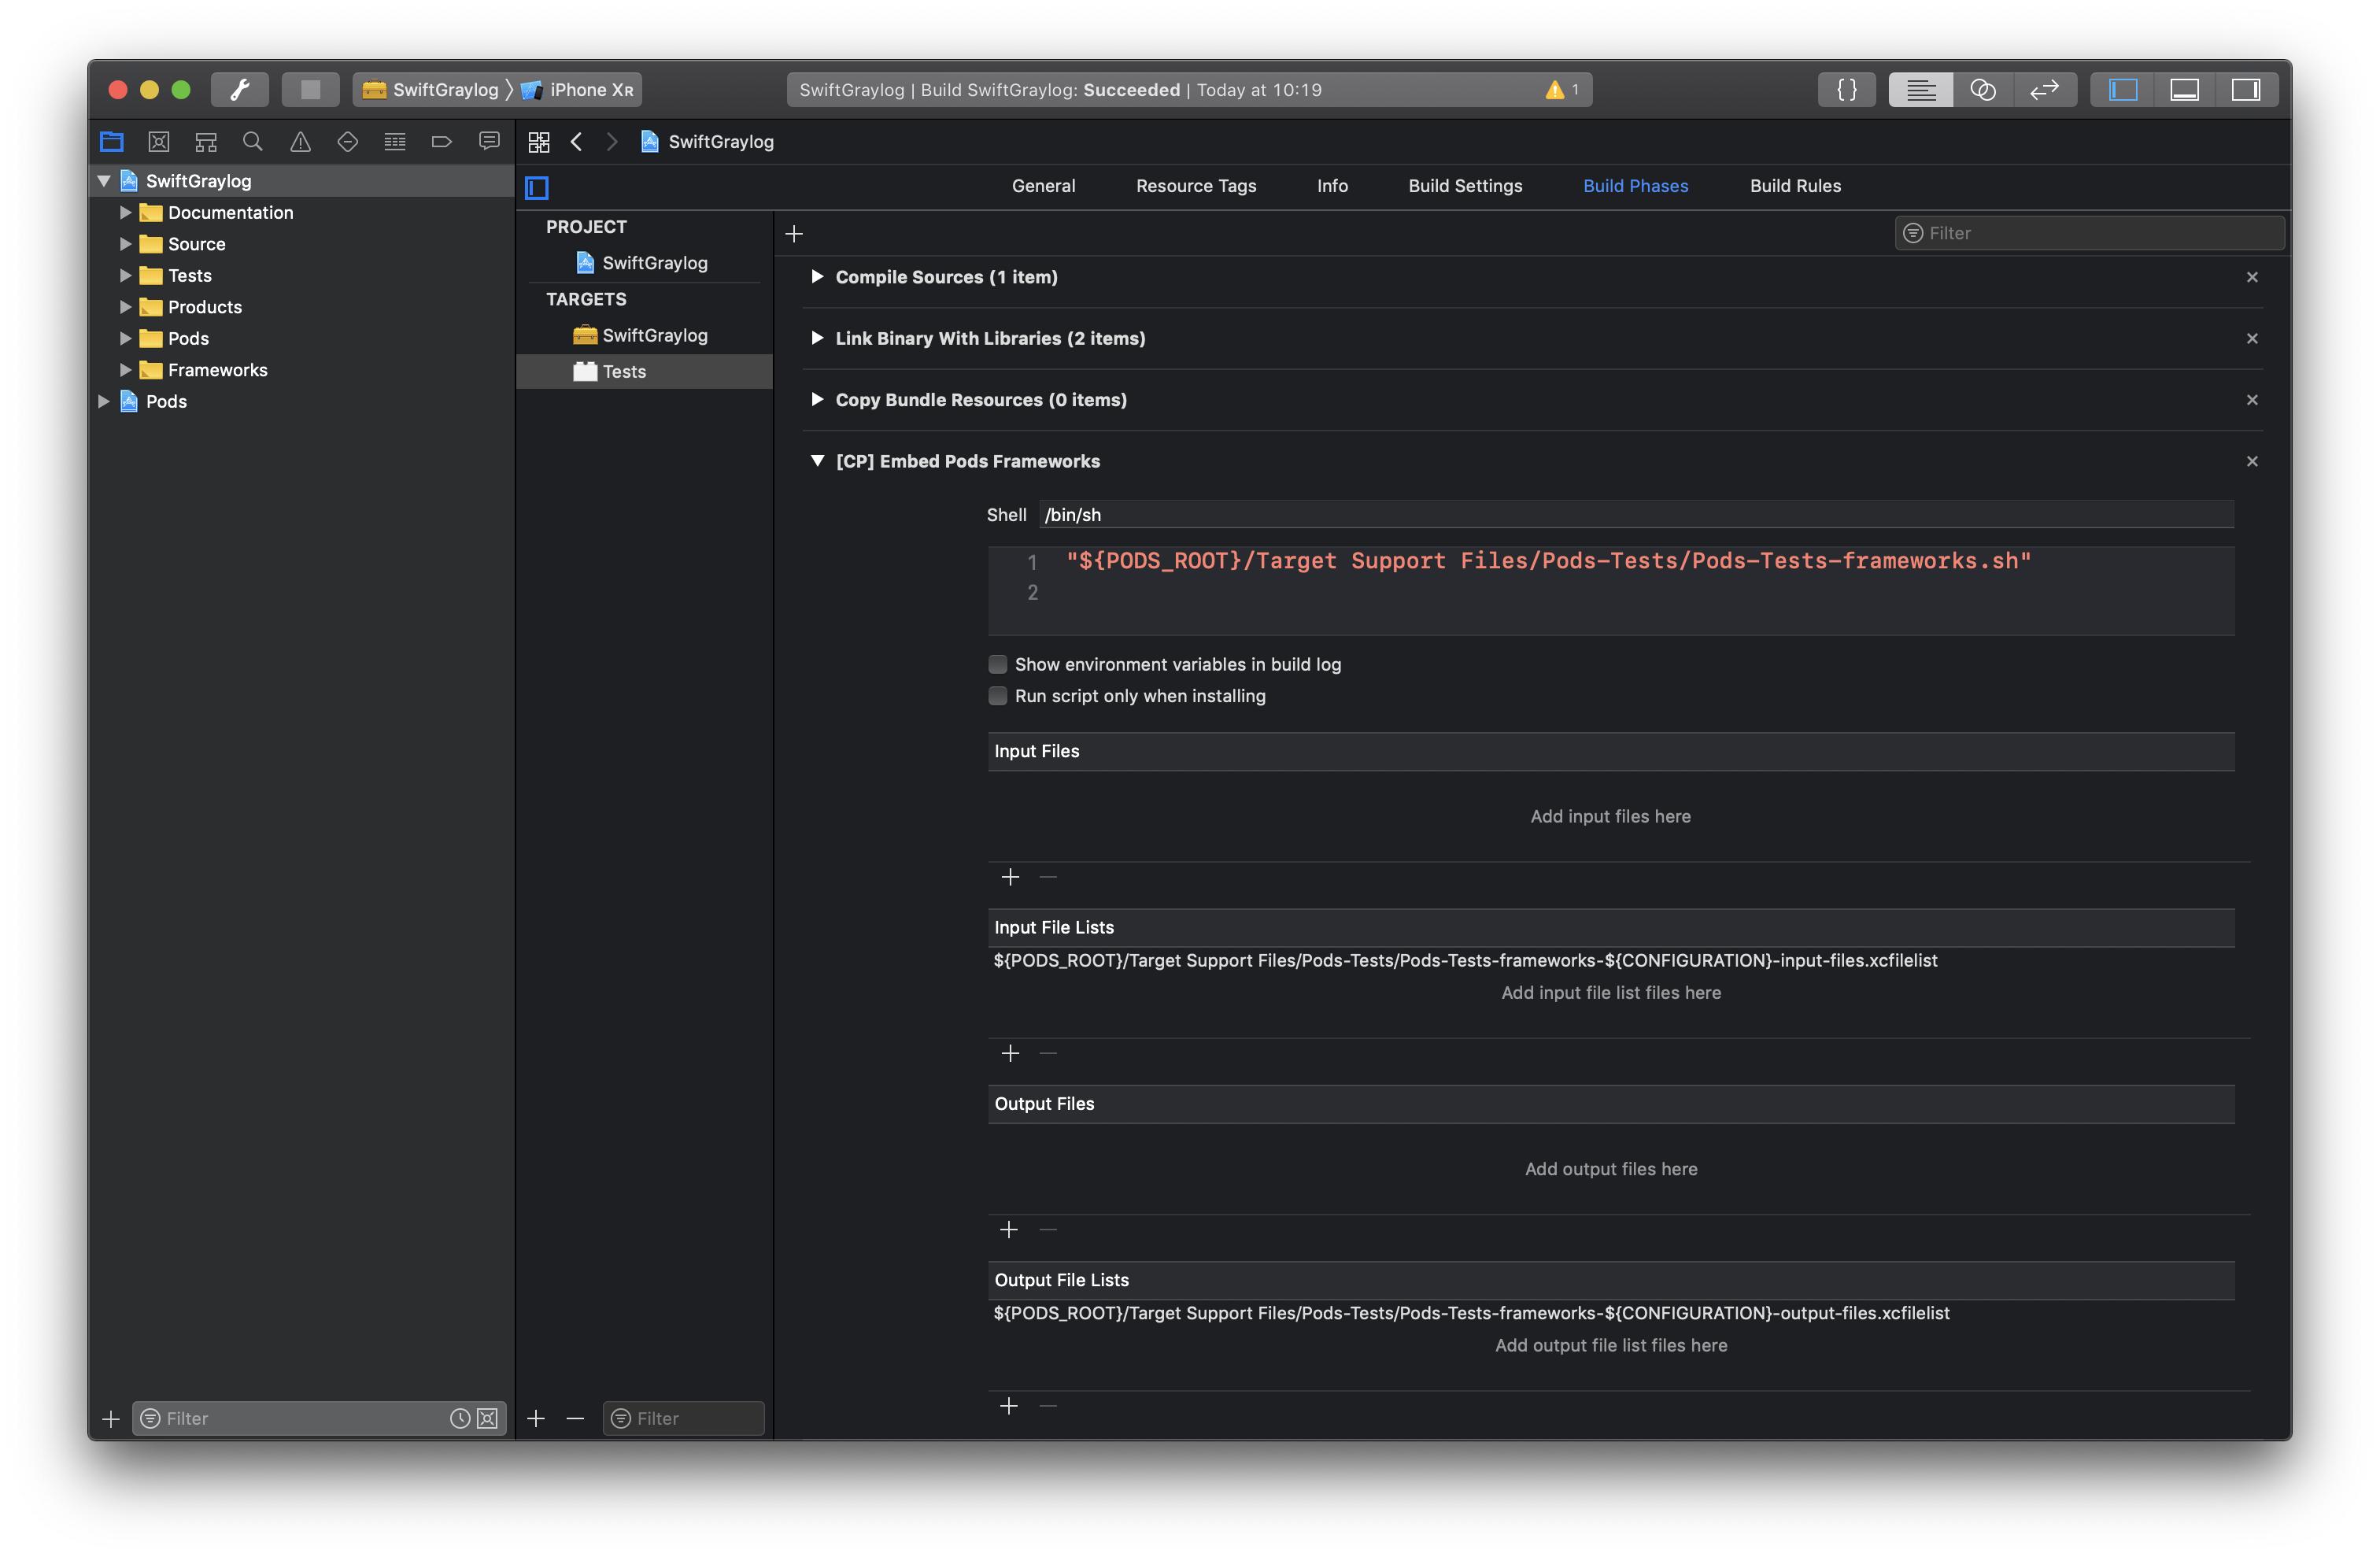 SwiftGraylog 〉 iPhone Xʀ
SwiftGraylog | Build SwiftGraylog: Succeeded | Today at 10:19
1
{}
SwiftGraylog
Documentation
Source
Tests
Products
Pods
Frameworks
Pods
Filter
SwiftGraylog
General
Resource Tags
Info
Build Settings
Build Phases
Build Rules
PROJECT
SwiftGraylog
TARGETS
SwiftGraylog
Tests
Filter
Filter
Compile Sources (1 item)
Link Binary With Libraries (2 items)
Copy Bundle Resources (0 items)
[CP] Embed Pods Frameworks
Shell /bin/sh
1 "${PODS_ROOT}/Target Support Files/Pods-Tests/Pods-Tests-frameworks.sh"
2
Show environment variables in build log
Run script only when installing
Input Files
Add input files here
Input File Lists
${PODS_ROOT}/Target Support Files/Pods-Tests/Pods-Tests-frameworks-${CONFIGURATION}-input-files.xcfilelist
Add input file list files here
Output Files
Add output files here
Output File Lists
${PODS_ROOT}/Target Support Files/Pods-Tests/Pods-Tests-frameworks-${CONFIGURATION}-output-files.xcfilelist
Add output file list files here